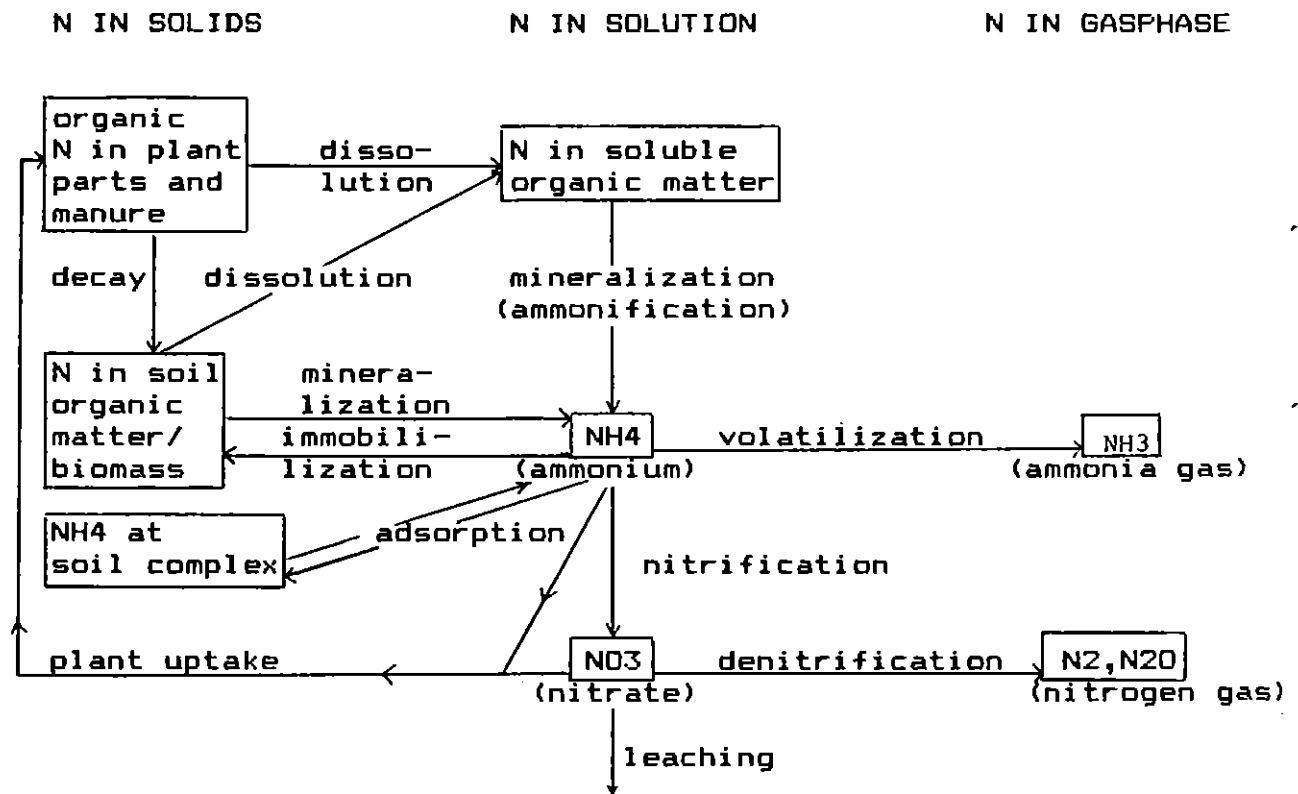 N IN SOLIDS
N IN SOLUTION
N IN GASPHASE
organic
N in plant
parts and
manure
disso-
lution
N in soluble
organic matter
decay
dissolution
mineralization
(ammonification)
N in soil
organic
matter/
biomass
minera-
lization
immobili-
lization
NH4
(ammonium)
volatilization
NH3
(ammonia gas)
NH4 at
soil complex
adsorption
nitrification
plant uptake
NO3
(nitrate)
denitrification
N2,N2O
(nitrogen gas)
leaching